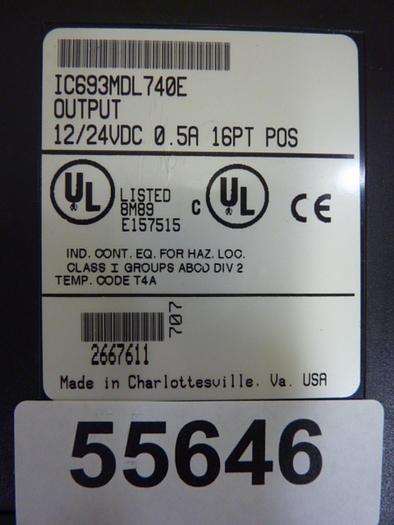 IC693MDL740E
OUTPUT
12/24VDC 0.5A 16PT POS
UL
LISTED
8M89
E157515
C UL
CE
IND. CONT. EQ. FOR HAZ. LOC.
CLASS I GROUPS ABCD DIV 2
TEMP. CODE T4A
707
2667611
Made in Charlottesville, Va. USA
55646